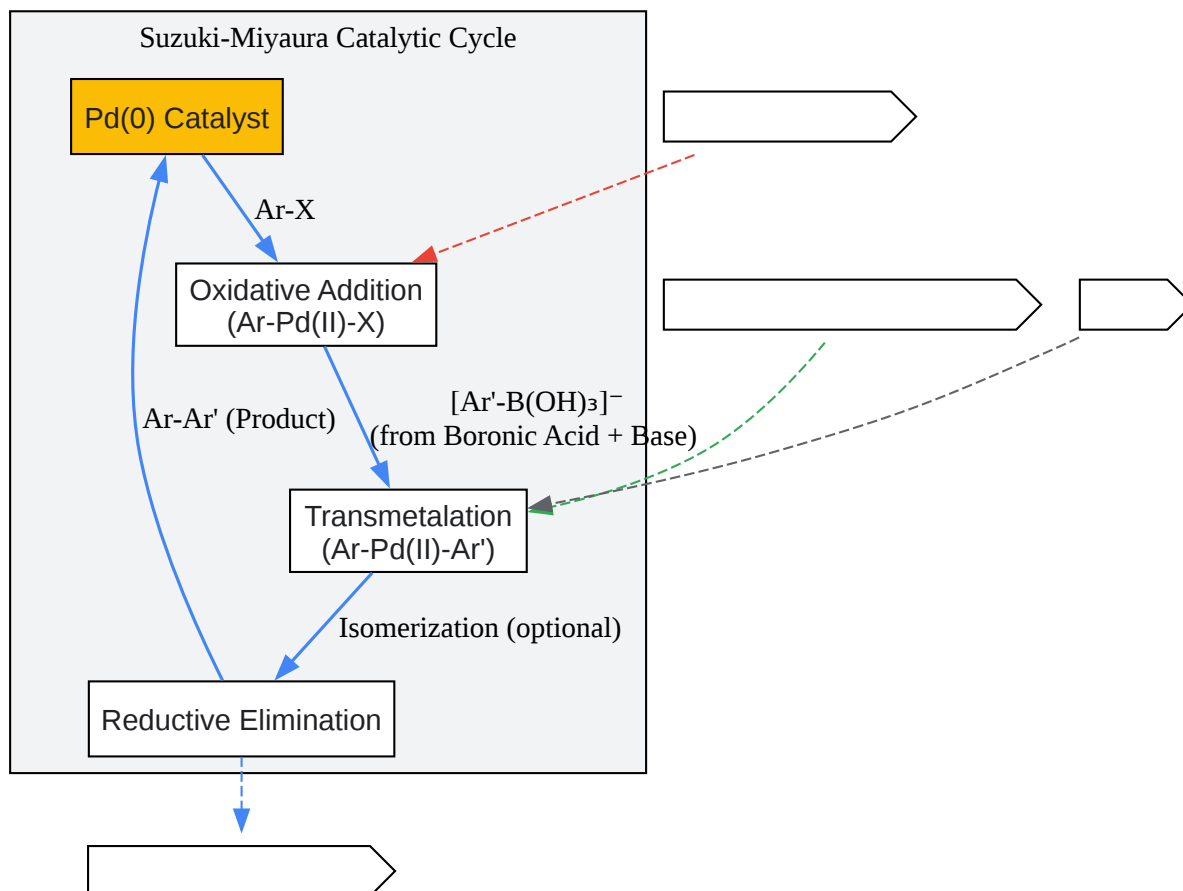 Suzuki-Miyaura Catalytic Cycle
Pd(0) Catalyst
Ar-X
Oxidative Addition
(Ar-Pd(II)-X)
Ar-Ar' (Product)
[Ar'-B(OH)₃]⁻
(from Boronic Acid + Base)
Transmetalation
(Ar-Pd(II)-Ar')
Isomerization (optional)
Reductive Elimination